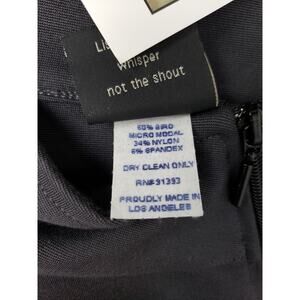 whisper
not the shout
60% BIRD
MICRO MODAL
34% NYLON
6% SPANDEX
DRY CLEAN ONLY
RN#91393
PROUDLY MADE IN
LOS ANGELES